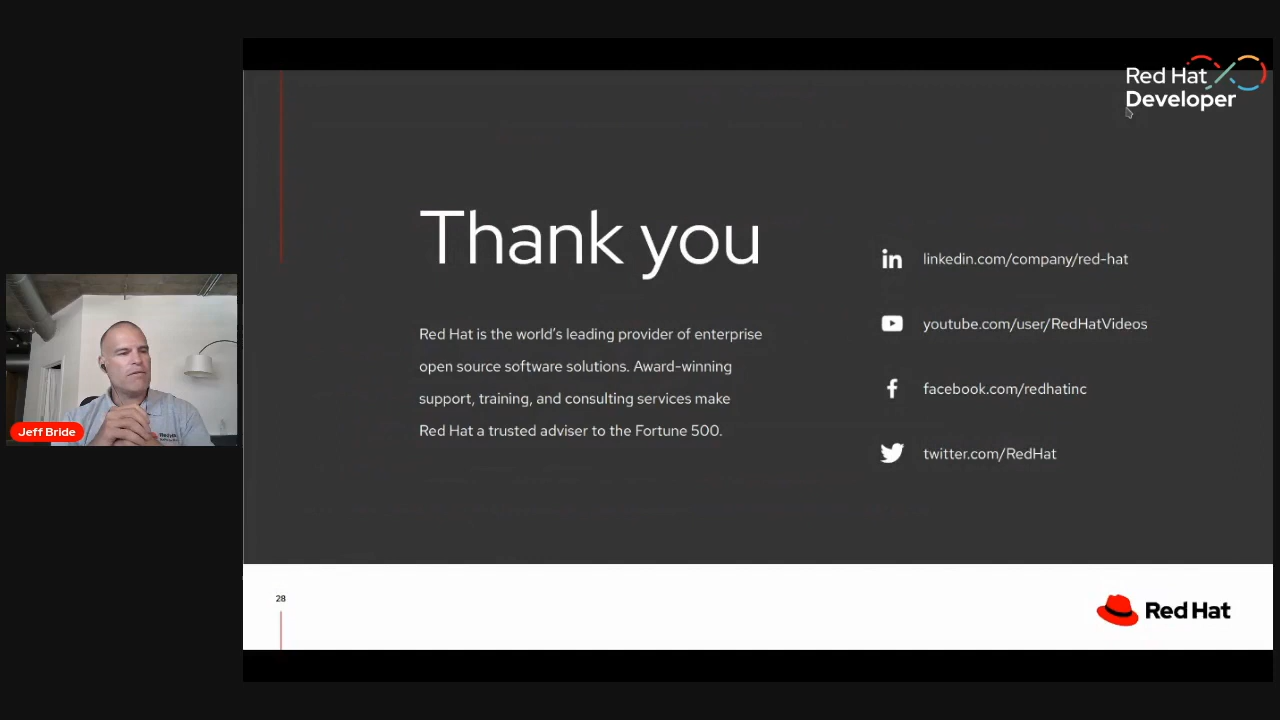 Red Hat
Developer
Thank you
Red Hat is the world's leading provider of enterprise
open source software solutions. Award-winning
support, training, and consulting services make
Red Hat a trusted adviser to the Fortune 500.
in linkedin.com/company/red-hat
youtube.com/user/RedHatVideos
f facebook.com/redhatinc
twitter.com/RedHat
Jeff Bride
28
Red Hat